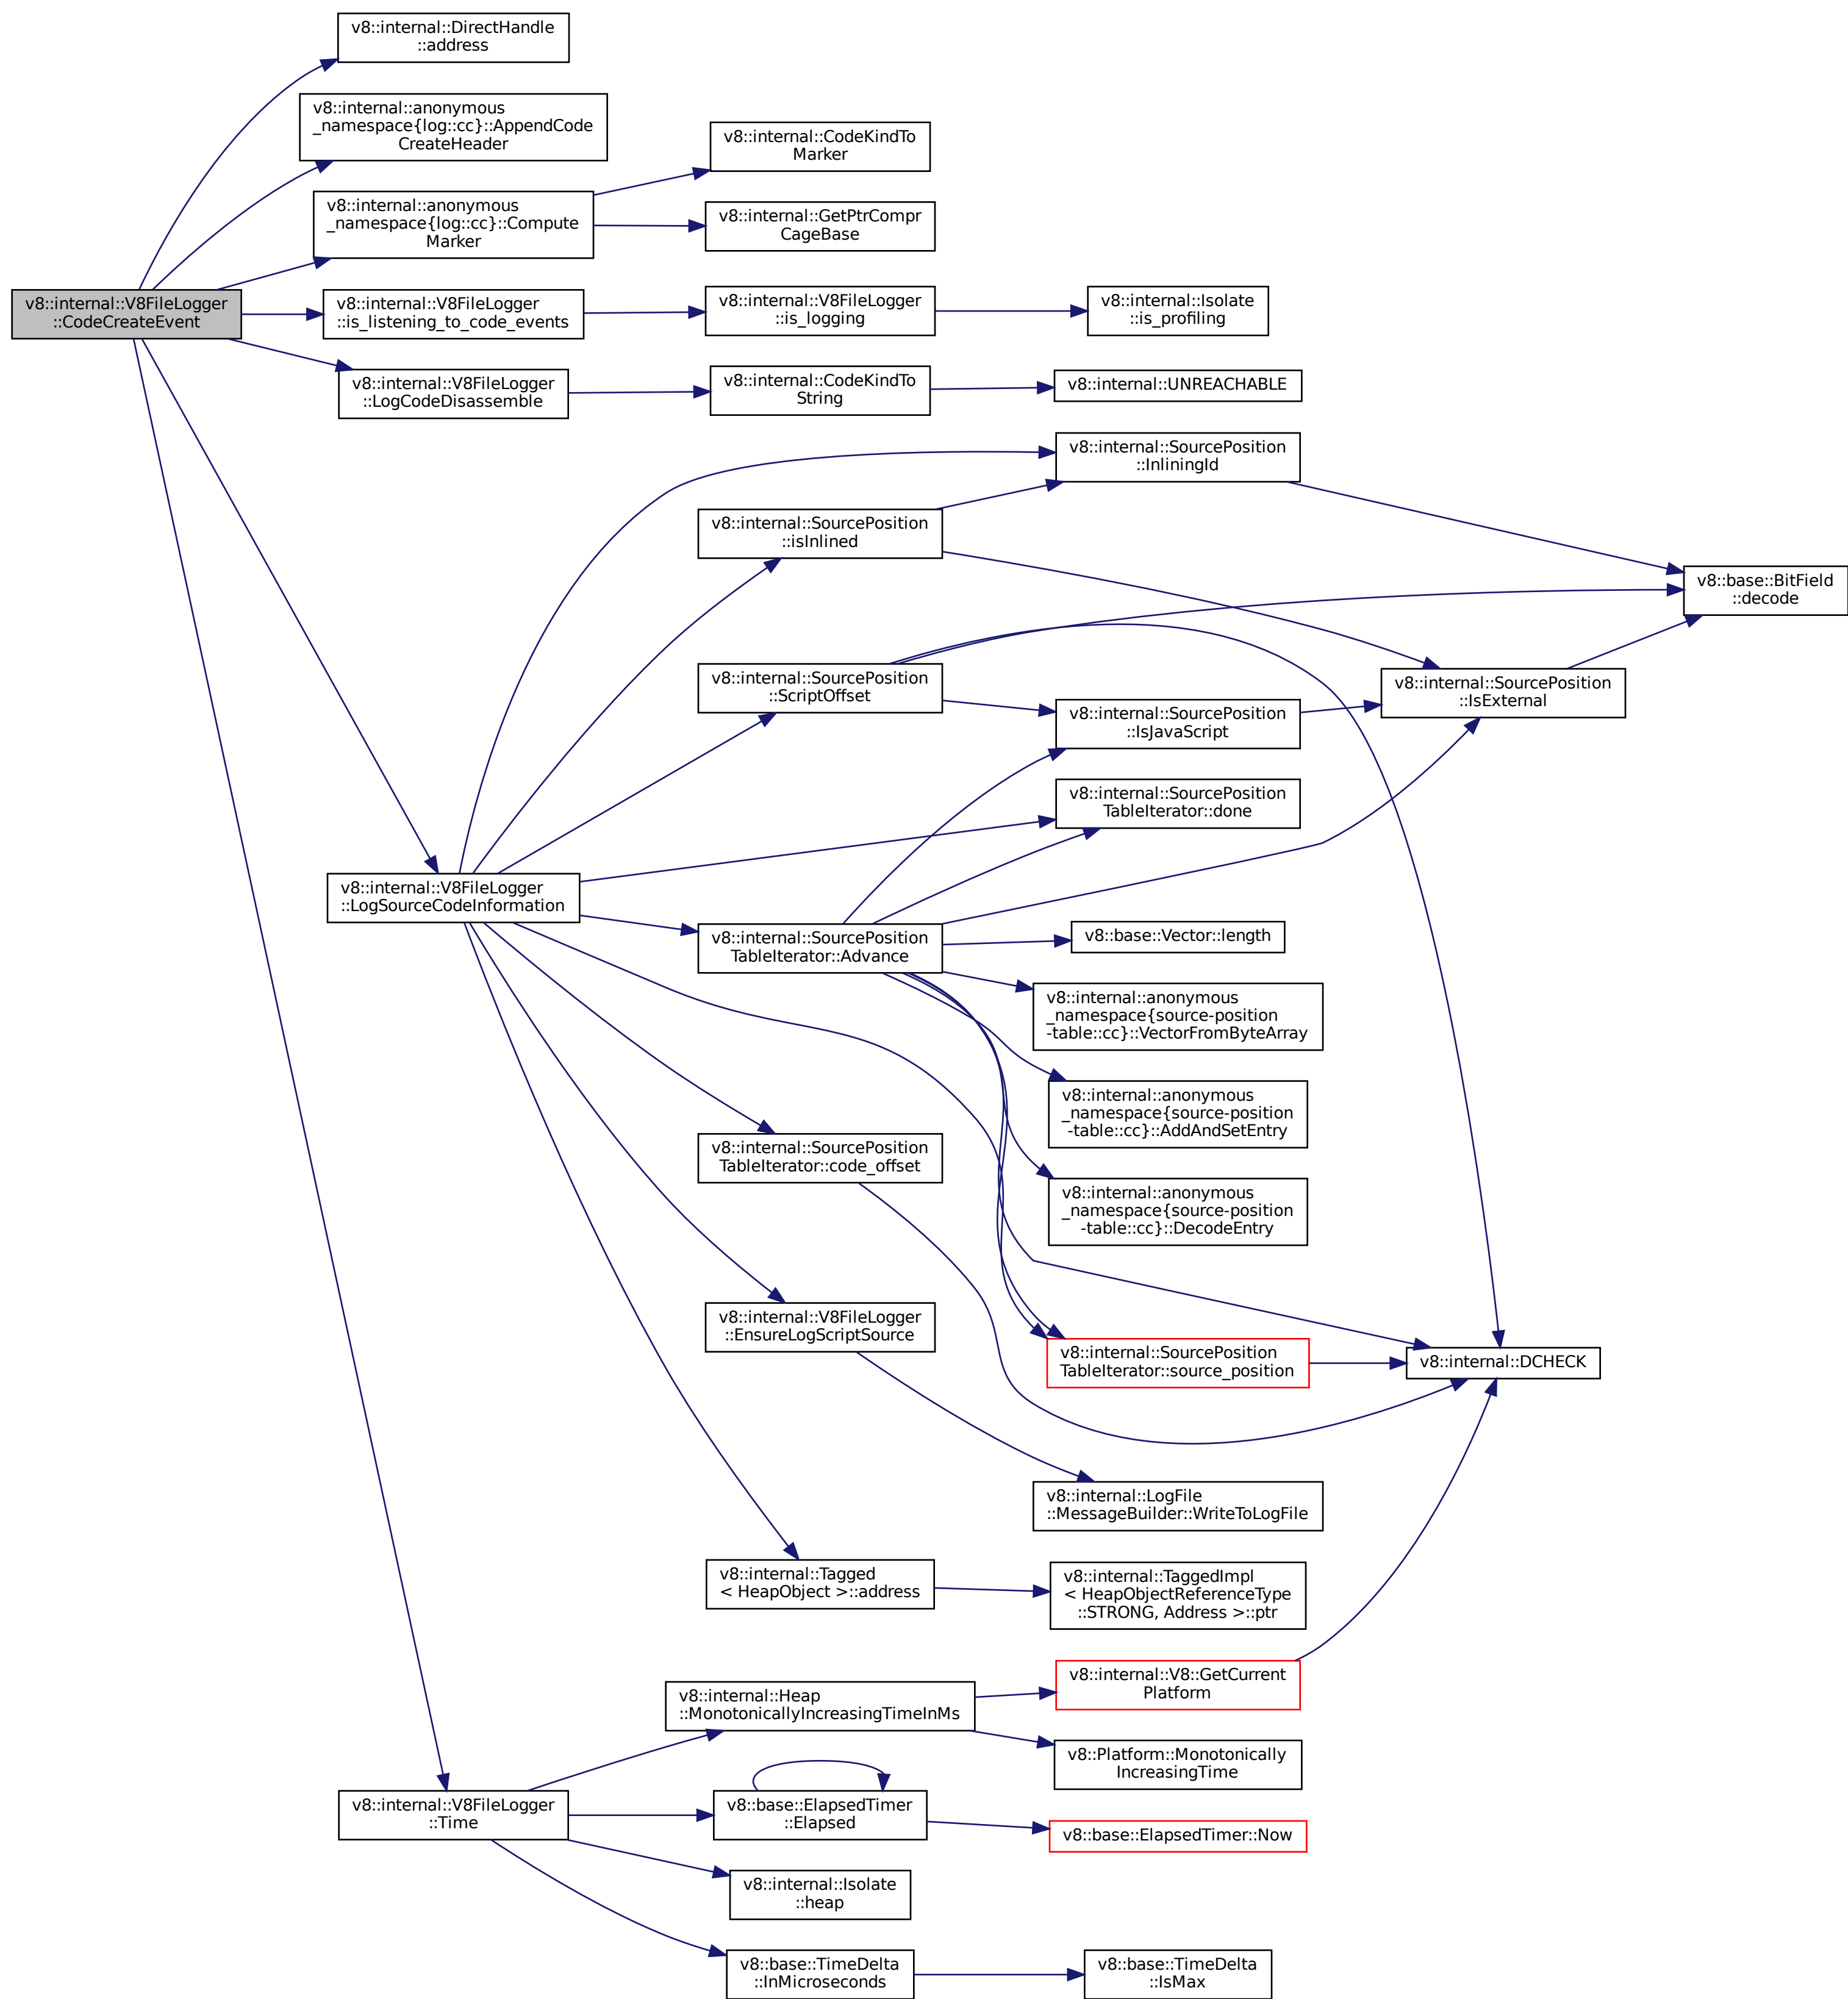 v8::internal::DirectHandle
::address
v8::internal::anonymous
_namespace{log::cc}::AppendCode
CreateHeader
v8::internal::CodeKindTo
Marker
v8::internal::anonymous
_namespace{log::cc}::Compute
Marker
v8::internal::GetPtrCompr
CageBase
v8::internal::V8FileLogger
::CodeCreateEvent
v8::internal::V8FileLogger
::is_listening_to_code_events
v8::internal::V8FileLogger
::is_logging
v8::internal::Isolate
::is_profiling
v8::internal::V8FileLogger
::LogCodeDisassemble
v8::internal::CodeKindTo
String
v8::internal::UNREACHABLE
v8::internal::SourcePosition
::InliningId
v8::internal::SourcePosition
::isInlined
v8::base::BitField
::decode
v8::internal::SourcePosition
::ScriptOffset
v8::internal::SourcePosition
::IsExternal
v8::internal::SourcePosition
::IsJavaScript
v8::internal::SourcePosition
TableIterator::done
v8::internal::V8FileLogger
::LogSourceCodeInformation
v8::internal::SourcePosition
TableIterator::Advance
v8::base::Vector::length
v8::internal::anonymous
_namespace{source-position
-table::cc}::VectorFromByteArray
v8::internal::anonymous
_namespace{source-position
-table::cc}::AddAndSetEntry
v8::internal::SourcePosition
TableIterator::code_offset
v8::internal::anonymous
_namespace{source-position
-table::cc}::DecodeEntry
v8::internal::V8FileLogger
::EnsureLogScriptSource
v8::internal::SourcePosition
TableIterator::source_position
v8::internal::DCHECK
v8::internal::LogFile
::MessageBuilder::WriteToLogFile
v8::internal::Tagged
< HeapObject >::address
v8::internal::TaggedImpl
< HeapObjectReferenceType
::STRONG, Address >::ptr
v8::internal::Heap
::MonotonicallyIncreasingTimeInMs
v8::internal::V8::GetCurrent
Platform
v8::Platform::Monotonically
IncreasingTime
v8::internal::V8FileLogger
::Time
v8::base::ElapsedTimer
::Elapsed
v8::base::ElapsedTimer::Now
v8::internal::Isolate
::heap
v8::base::TimeDelta
::InMicroseconds
v8::base::TimeDelta
::IsMax